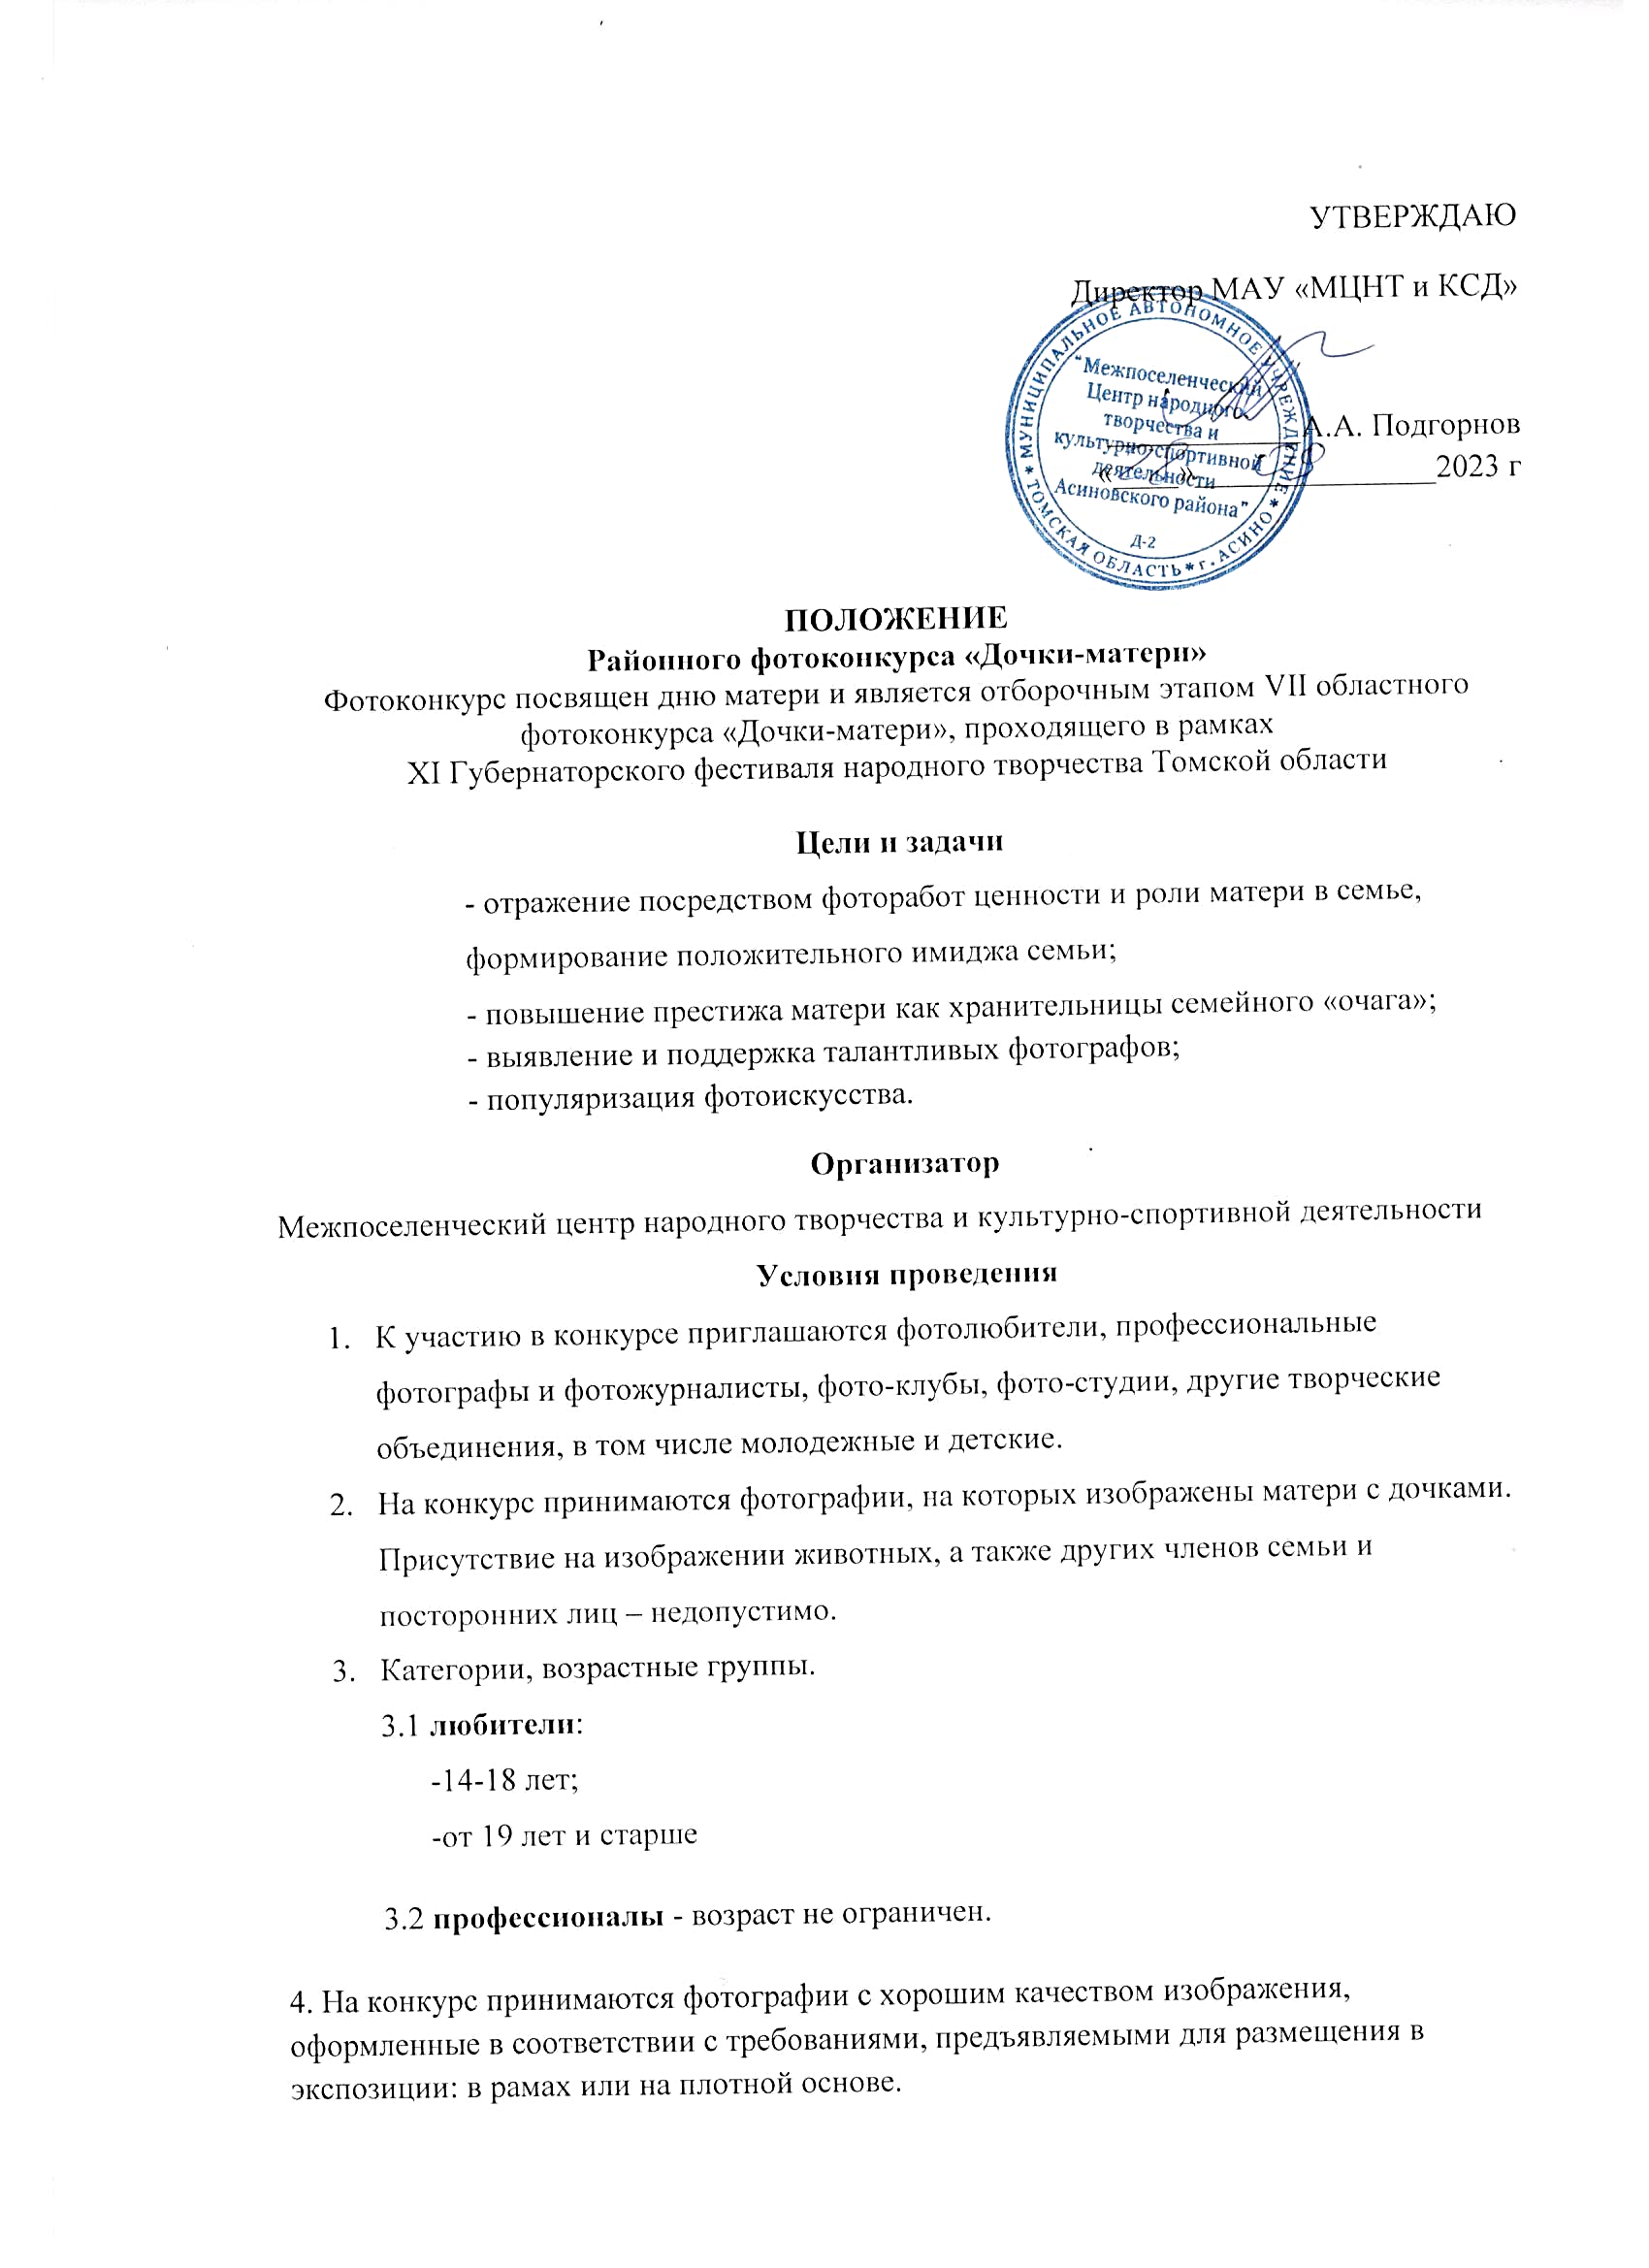 УТВЕРЖДАЮ
Директор МАУ «МЦНТ и КСД»
МУНИЦИПАЛЬНОЕ АВТОНОМНОЕ УЧРЕЖДЕНИЕ * ТОМСКАЯ ОБЛАСТЬ * г. АСИНО *
"Межпоселенческий
Центр народного
творчества и
культурно-спортивной
деятельности
Асиновского района"
Д-2
А.А. Подгорнов
« » 2023 г
ПОЛОЖЕНИЕ
Районного фотоконкурса «Дочки-матери»
Фотоконкурс посвящен дню матери и является отборочным этапом VII областного
фотоконкурса «Дочки-матери», проходящего в рамках
XI Губернаторского фестиваля народного творчества Томской области
Цели и задачи
- отражение посредством фоторабот ценности и роли матери в семье,
формирование положительного имиджа семьи;
- повышение престижа матери как хранительницы семейного «очага»;
- выявление и поддержка талантливых фотографов;
- популяризация фотоискусства.
Организатор
Межпоселенческий центр народного творчества и культурно-спортивной деятельности
Условия проведения
1. К участию в конкурсе приглашаются фотолюбители, профессиональные
фотографы и фотожурналисты, фото-клубы, фото-студии, другие творческие
объединения, в том числе молодежные и детские.
2. На конкурс принимаются фотографии, на которых изображены матери с дочками.
Присутствие на изображении животных, а также других членов семьи и
посторонних лиц – недопустимо.
3. Категории, возрастные группы.
3.1 любители:
-14-18 лет;
-от 19 лет и старше
3.2 профессионалы - возраст не ограничен.
4. На конкурс принимаются фотографии с хорошим качеством изображения,
оформленные в соответствии с требованиями, предъявляемыми для размещения в
экспозиции: в рамах или на плотной основе.